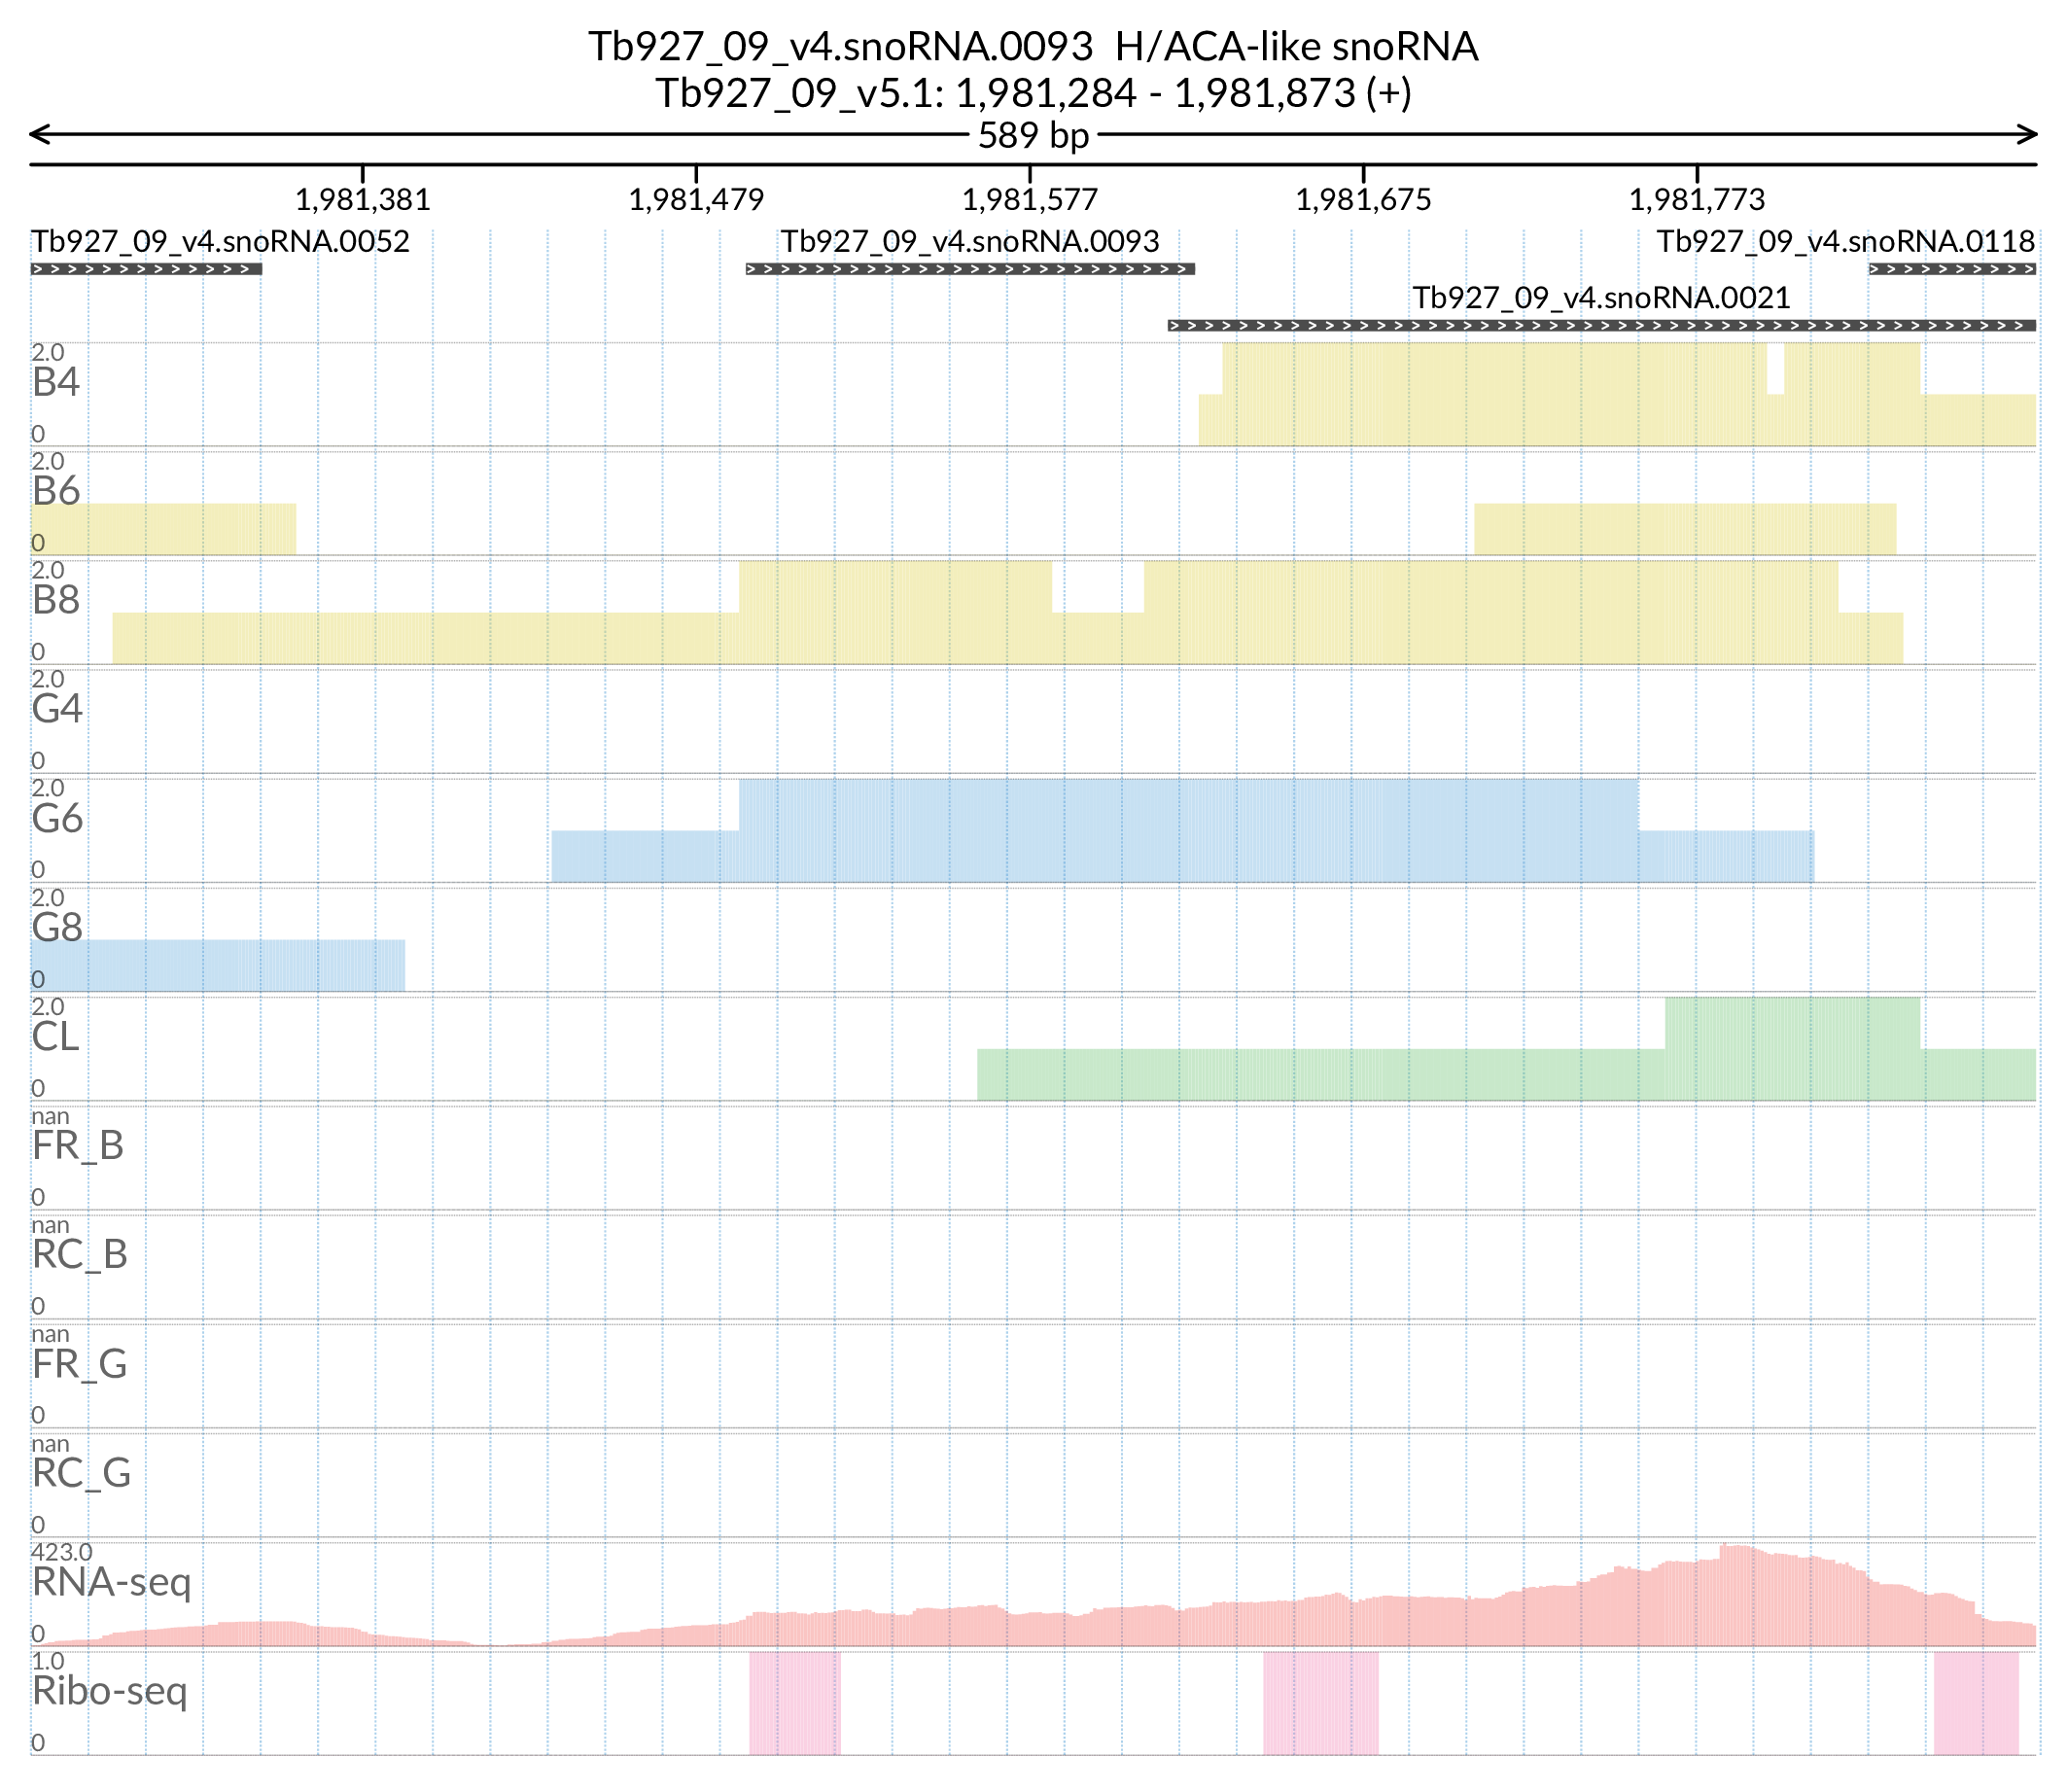 Tb927_09_v4.snoRNA.0093 H/ACA-like snoRNA
Tb927_09_v5.1: 1,981,284 - 1,981,873 (+)
589 bp
1,981,381 1,981,479 1,981,577 1,981,675 1,981,773
Tb927_09_v4.snoRNA.0052 Tb927_09_v4.snoRNA.0093 Tb927_09_v4.snoRNA.0118
Tb927_09_v4.snoRNA.0021
2.0
B4
0
2.0
B6
0
2.0
B8
0
2.0
G4
0
2.0
G6
0
2.0
G8
0
2.0
CL
0
nan
FR_B
0
nan
RC_B
0
nan
FR_G
0
nan
RC_G
0
423.0
RNA-seq
0
1.0
Ribo-seq
0